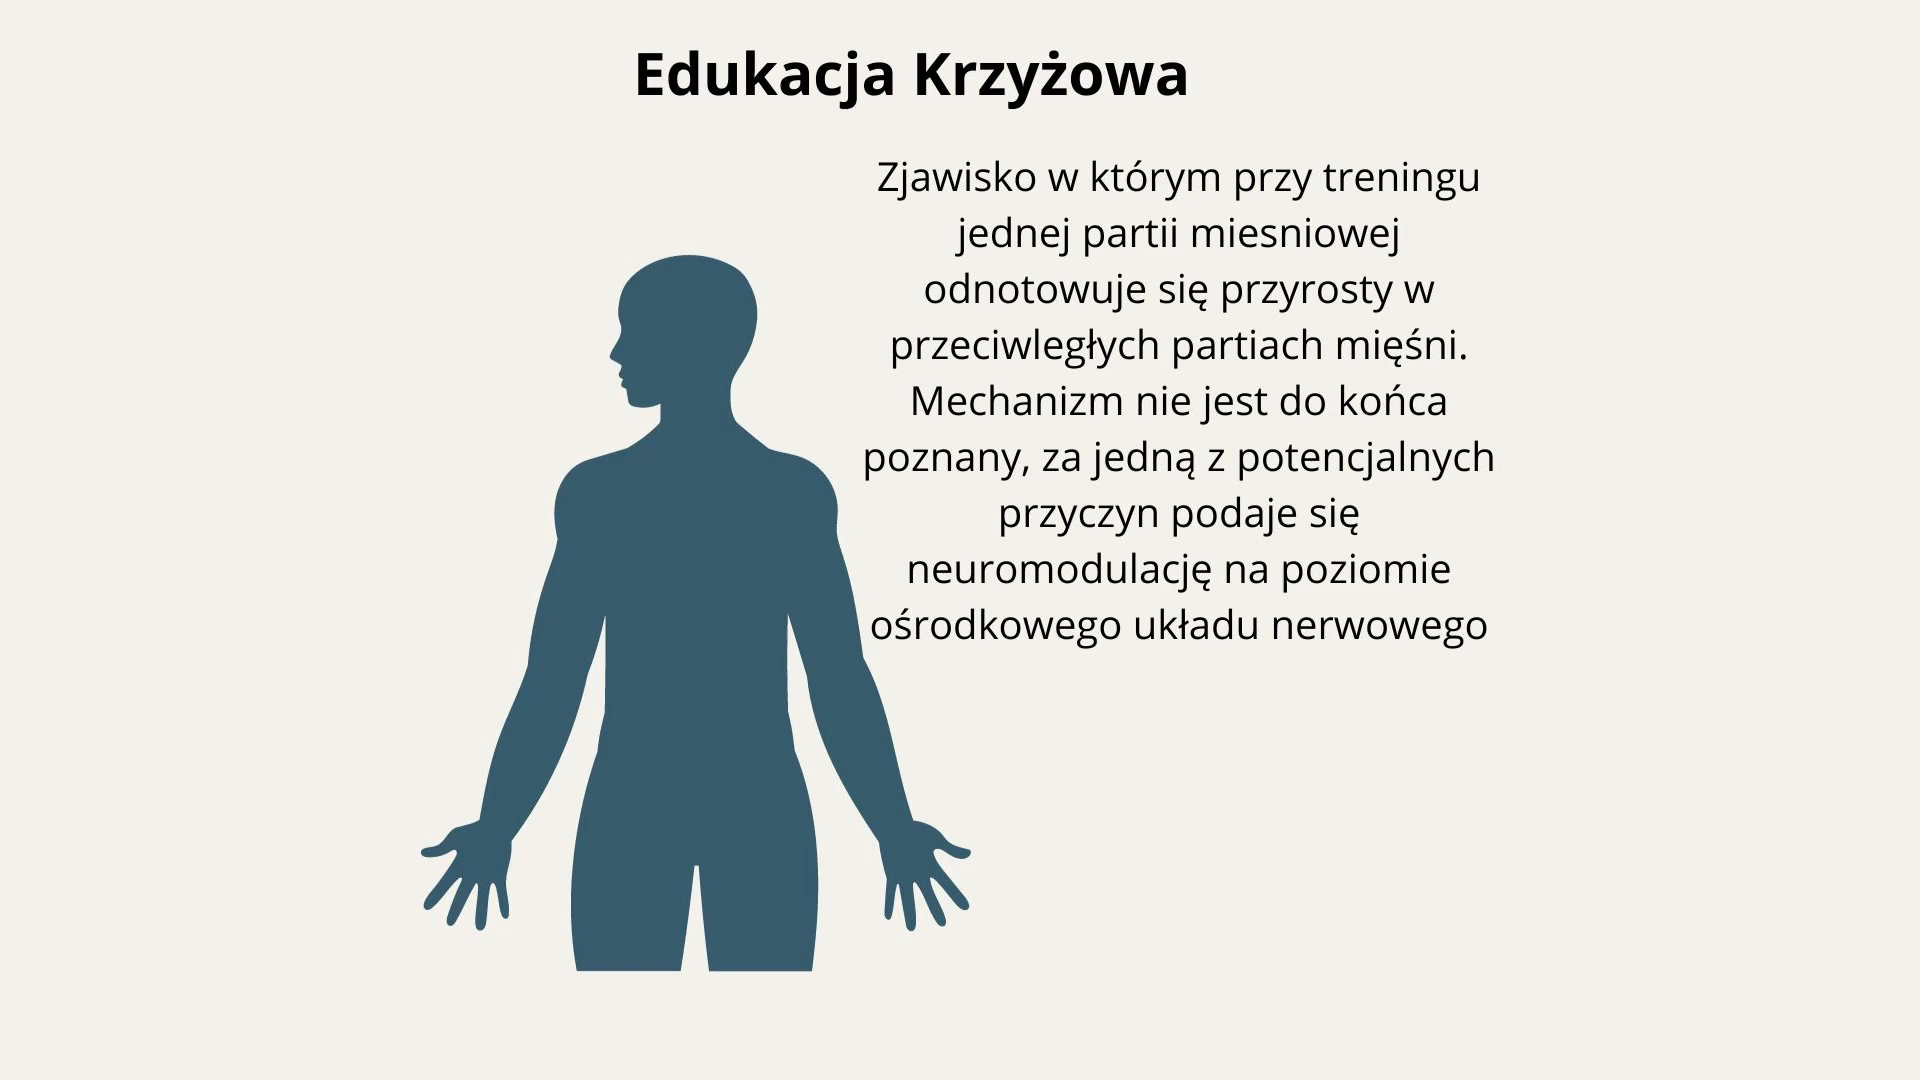 Edukacja Krzyżowa
Zjawisko w którym przy treningu
jednej partii miesniowej
odnotowuje się przyrosty w
przeciwległych partiach mięśni.
Mechanizm nie jest do końca
poznany, za jedną z potencjalnych
przyczyn podaje się
neuromodulację na poziomie
ośrodkowego układu nerwowego